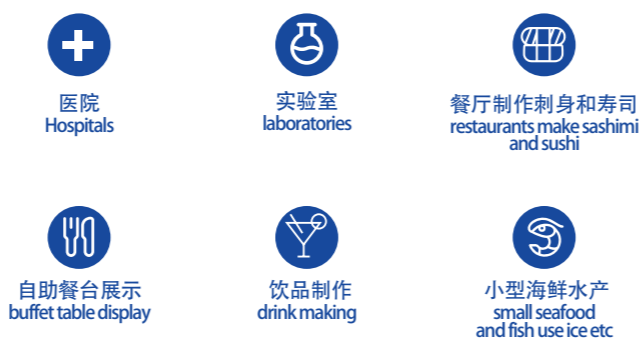 医院
Hospitals
实验室
laboratories
餐厅制作刺身和寿司
restaurants make sashimi
and sushi
自助餐台展示
buffet table display
饮品制作
drink making
小型海鲜水产
small seafood
and fish use ice etc